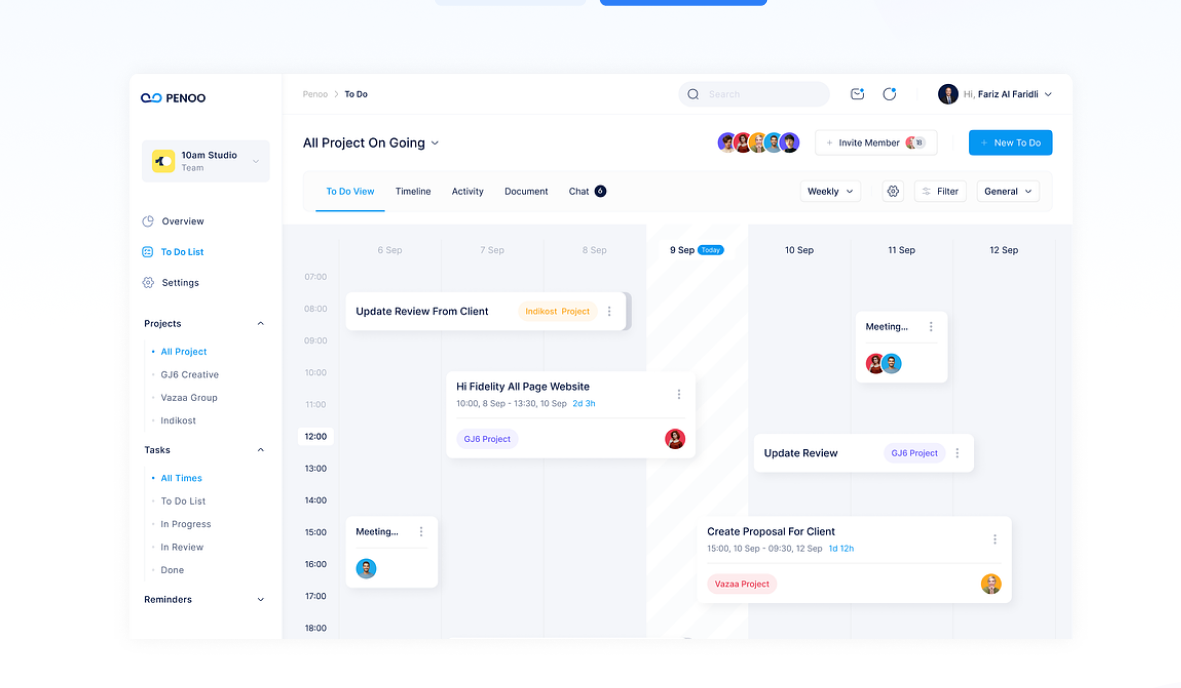 PENOO
Penoo > To Do
Search
Hi, Fariz Al Faridli
10am Studio
Team
All Project On Going
+ Invite Member 18
+ New To Do
To Do View Timeline Activity Document Chat 6
Weekly Filter General
Overview
To Do List
Settings
Projects
All Project
GJ6 Creative
Vazaa Group
Indikost
Tasks
All Times
To Do List
In Progress
In Review
Done
Reminders
6 Sep 7 Sep 8 Sep 9 Sep Today 10 Sep 11 Sep 12 Sep
07:00
08:00
09:00
10:00
11:00
12:00
13:00
14:00
15:00
16:00
17:00
18:00
Update Review From Client Indikost Project
Meeting...
Hi Fidelity All Page Website
10:00, 8 Sep - 13:30, 10 Sep 2d 3h
GJ6 Project
Update Review GJ6 Project
Meeting...
Create Proposal For Client
15:00, 10 Sep - 09:30, 12 Sep 1d 12h
Vazaa Project